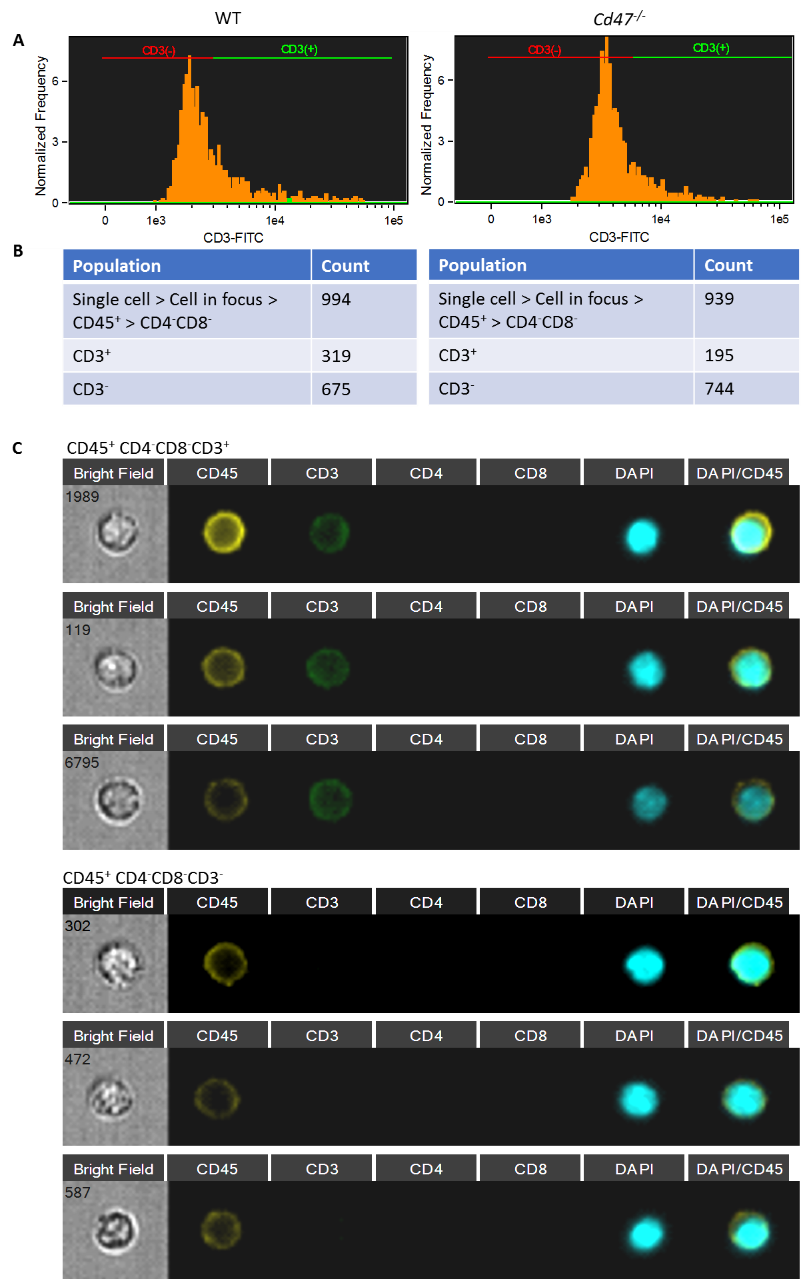 WT
Cd47-/-
A
CD3(-)
CD3(+)
CD3(-)
CD3(+)
Normalized Frequency
6
3
0
0
1e3
1e4
1e5
CD3-FITC
Normalized Frequency
6
3
0
0
1e3
1e4
1e5
CD3-FITC
B
Population Count
Single cell > Cell in focus >
CD45+ > CD4-CD8-
994
CD3+ 319
CD3- 675
Population Count
Single cell > Cell in focus >
CD45+ > CD4-CD8-
939
CD3+ 195
CD3- 744
C
CD45+ CD4-CD8-CD3+
Bright Field CD45 CD3 CD4 CD8 DAPI DAPI/CD45
1989
Bright Field CD45 CD3 CD4 CD8 DAPI DAPI/CD45
119
Bright Field CD45 CD3 CD4 CD8 DAPI DAPI/CD45
6795
CD45+ CD4-CD8-CD3-
Bright Field CD45 CD3 CD4 CD8 DAPI DAPI/CD45
302
Bright Field CD45 CD3 CD4 CD8 DAPI DAPI/CD45
472
Bright Field CD45 CD3 CD4 CD8 DAPI DAPI/CD45
587